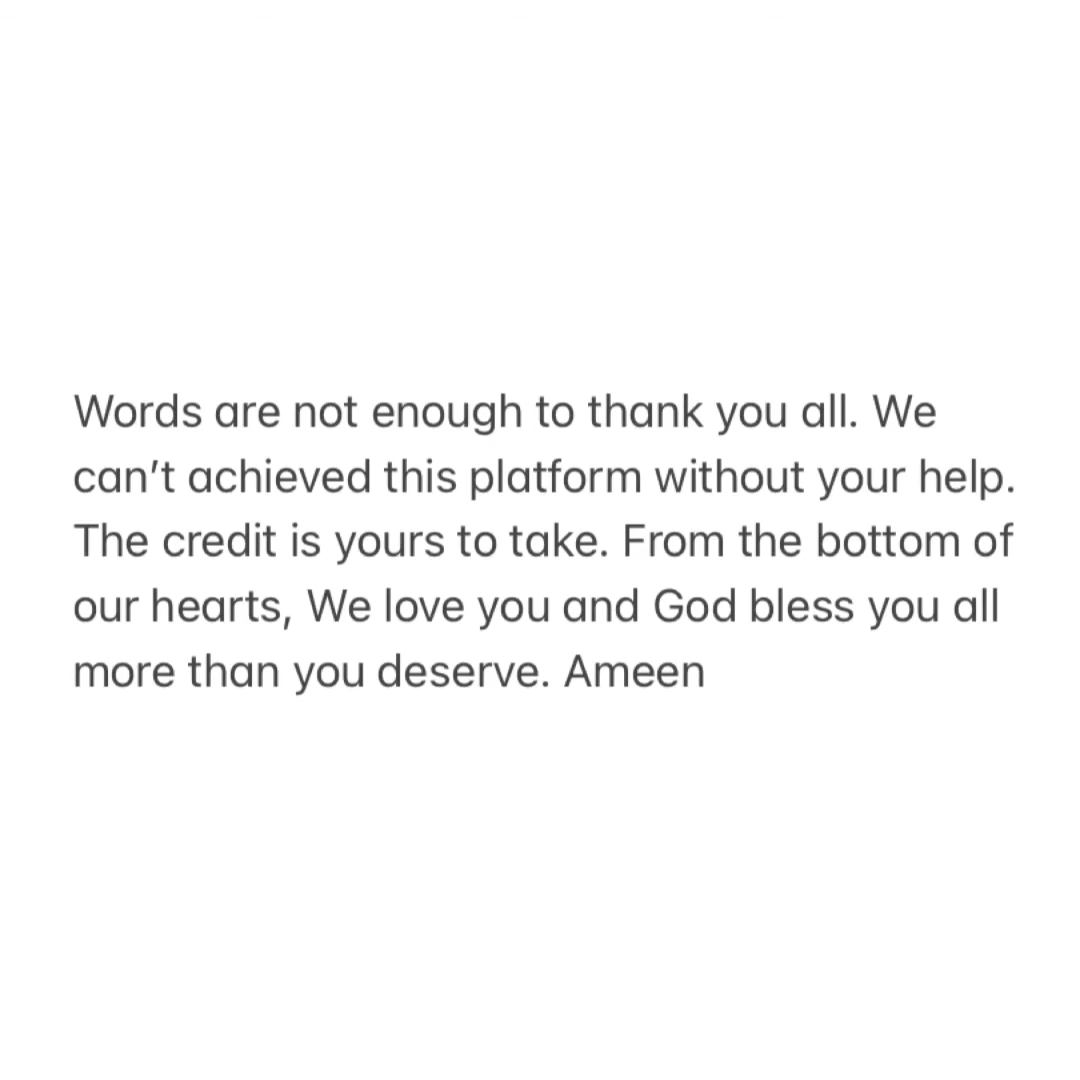 Words are not enough to thank you all. We
can’t achieved this platform without your help.
The credit is yours to take. From the bottom of
our hearts, We love you and God bless you all
more than you deserve. Ameen